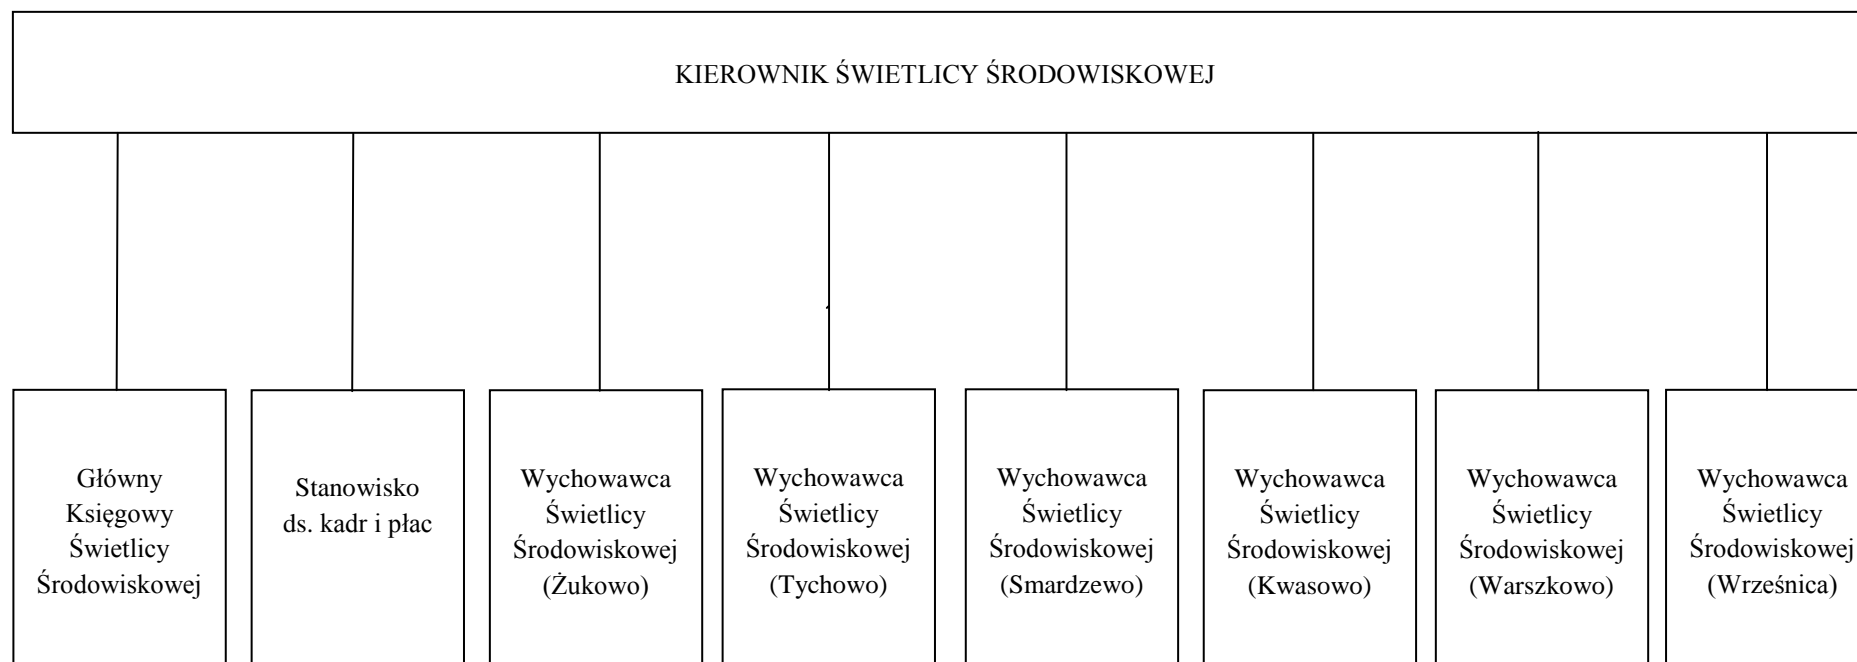 KIEROWNIK ŚWIETLICY ŚRODOWISKOWEJ
Główny
Księgowy
Świetlicy
Środowiskowej
Stanowisko
ds. kadr i płac
Wychowawca
Świetlicy
Środowiskowej
(Żukowo)
Wychowawca
Świetlicy
Środowiskowej
(Tychowo)
Wychowawca
Świetlicy
Środowiskowej
(Smardzewo)
Wychowawca
Świetlicy
Środowiskowej
(Kwasowo)
Wychowawca
Świetlicy
Środowiskowej
(Warszkowo)
Wychowawca
Świetlicy
Środowiskowej
(Wrześnica)